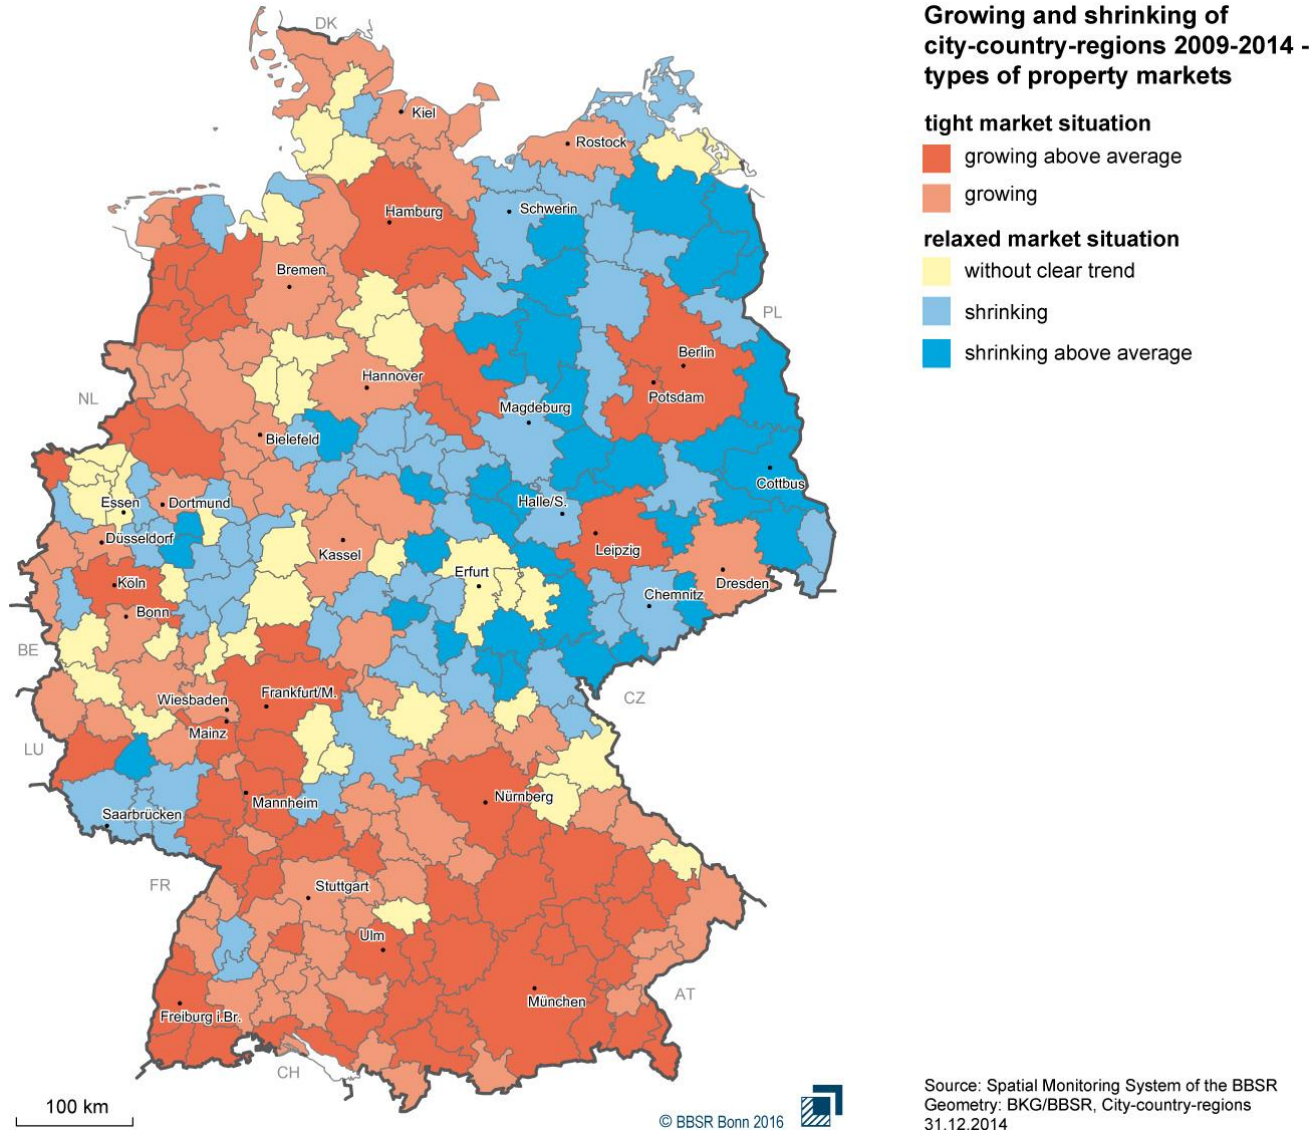 Growing and shrinking of
city-country-regions 2009-2014 -
types of property markets
tight market situation
growing above average
growing
relaxed market situation
without clear trend
shrinking
shrinking above average
DK
Kiel
Rostock
Hamburg
Schwerin
Bremen
PL
Berlin
Hannover
Potsdam
NL
Magdeburg
Bielefeld
Cottbus
Essen
Dortmund
Halle/S.
Düsseldorf
Leipzig
Kassel
Erfurt
Köln
Dresden
Chemnitz
Bonn
BE
Wiesbaden
Frankfurt/M.
CZ
Mainz
LU
Nürnberg
Mannheim
Saarbrücken
FR
Stuttgart
Ulm
AT
München
Freiburg i.Br.
CH
100 km
© BBSR Bonn 2016
Source: Spatial Monitoring System of the BBSR
Geometry: BKG/BBSR, City-country-regions
31.12.2014